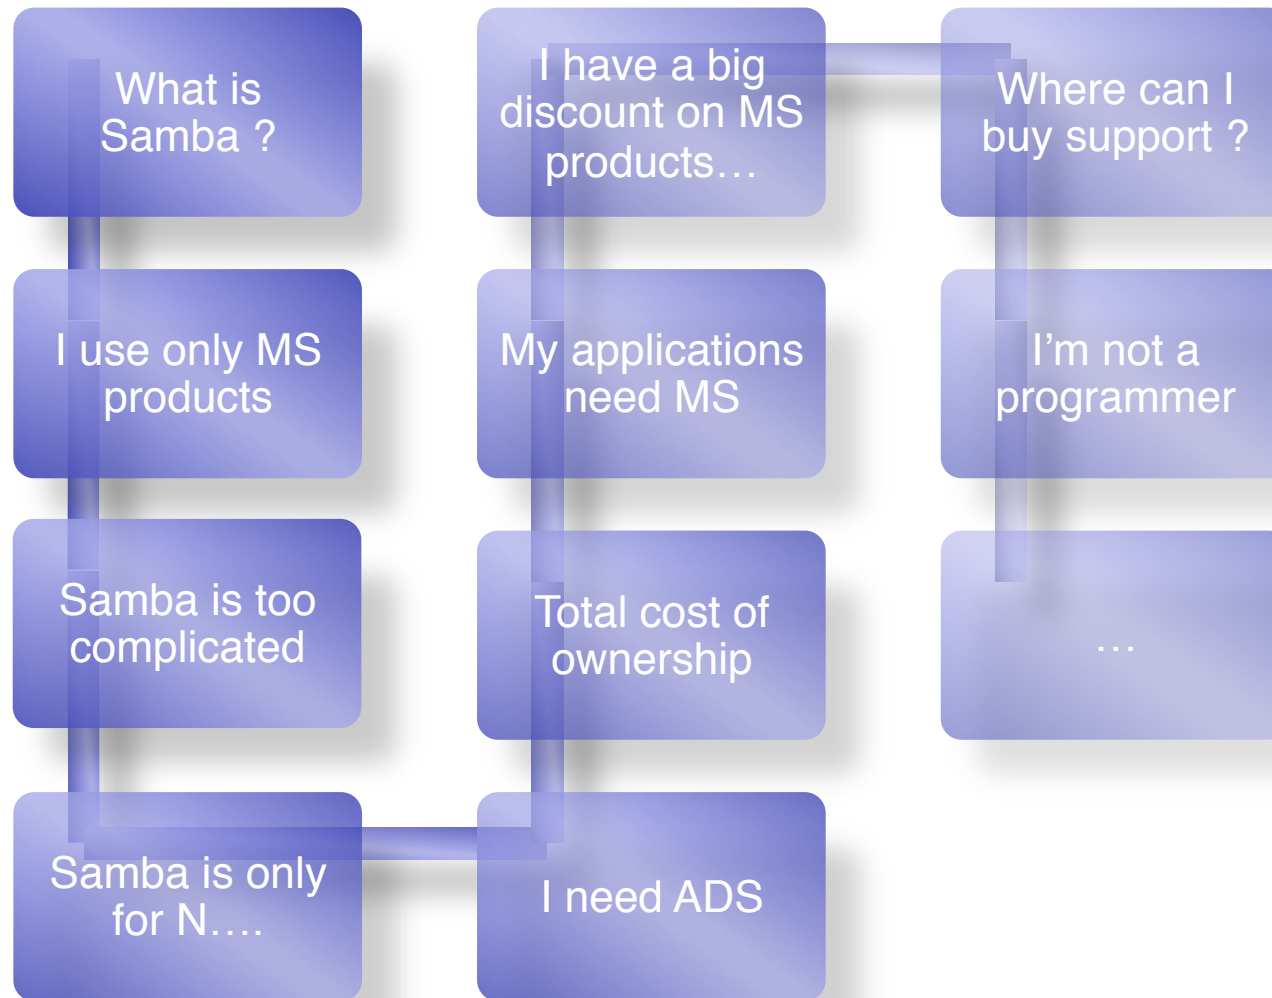 What is
Samba ?
I use only MS
products
Samba is too
complicated
Samba is only
for N....
I need ADS
Total cost of
ownership
My applications
need MS
I have a big
discount on MS
products…
Where can I
buy support ?
I’m not a
programmer
…